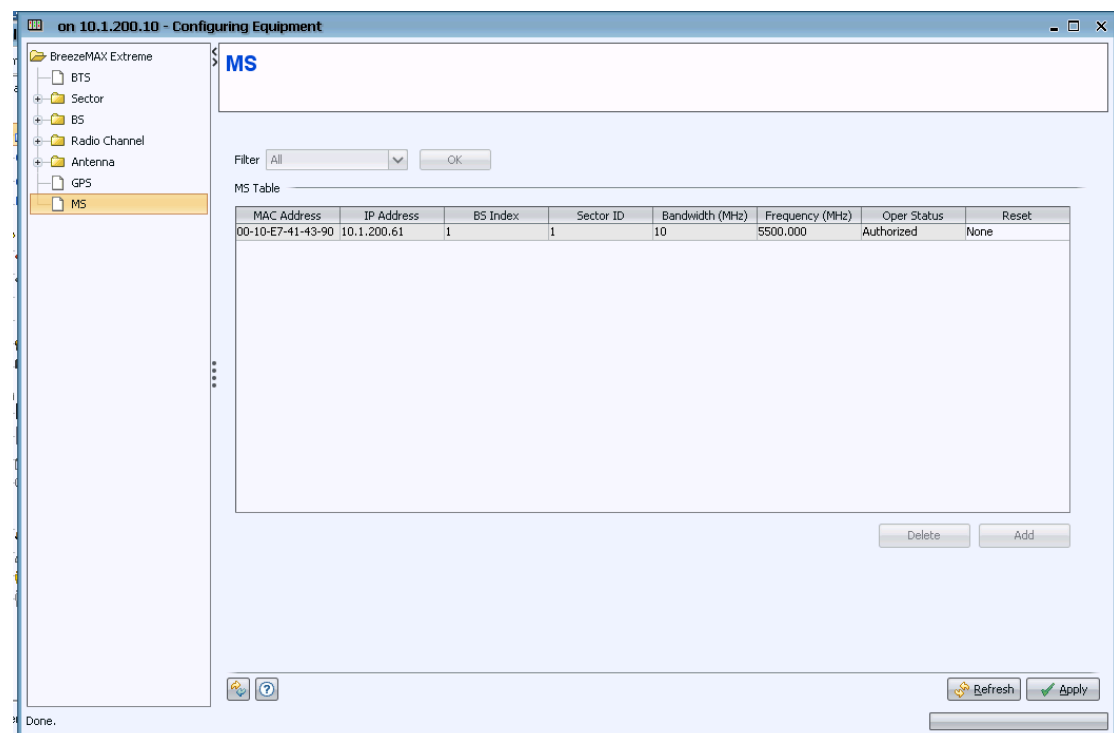 on 10.1.200.10 - Configuring Equipment
BreezeMAX Extreme
BTS
Sector
BS
Radio Channel
Antenna
GPS
MS
MS
Filter All OK
MS Table
MAC Address IP Address BS Index Sector ID Bandwidth (MHz) Frequency (MHz) Oper Status Reset
00-10-E7-41-43-90 10.1.200.61 1 1 10 5500.000 Authorized None
Delete Add
Refresh Apply
Done.